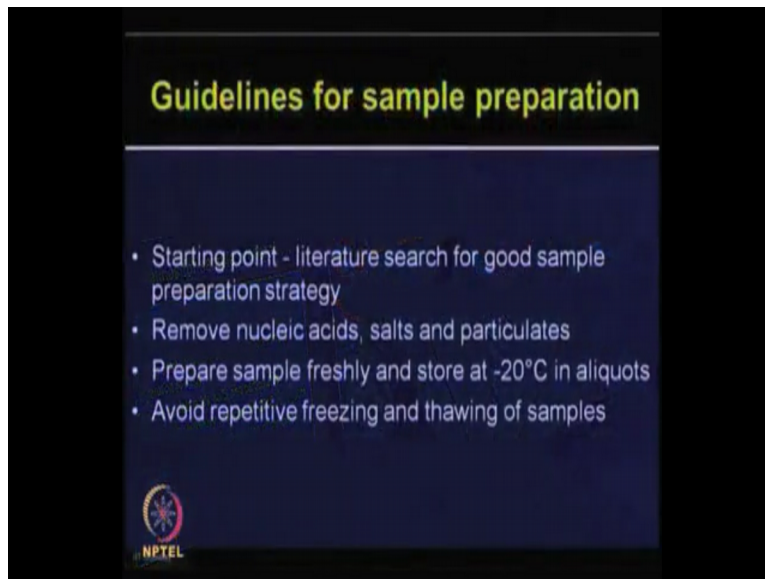 Guidelines for sample preparation
• Starting point - literature search for good sample
preparation strategy
• Remove nucleic acids, salts and particulates
• Prepare sample freshly and store at -20°C in aliquots
• Avoid repetitive freezing and thawing of samples
NPTEL